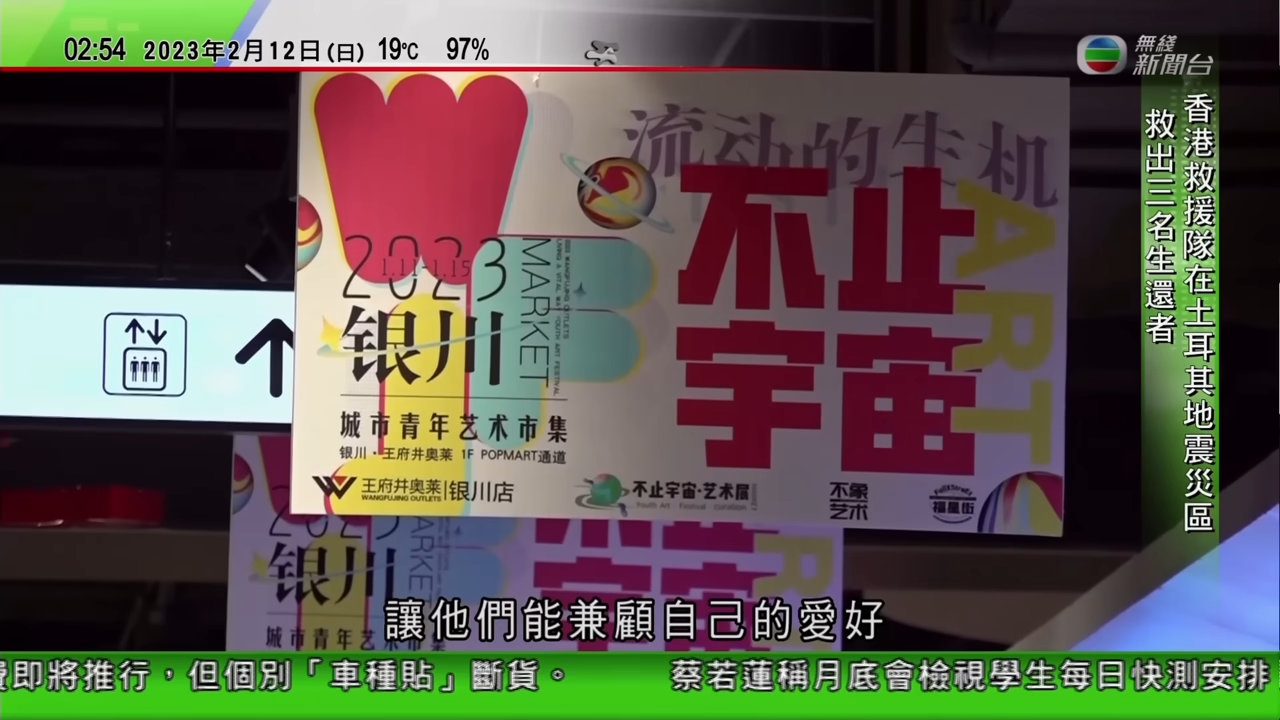 02:54 2023年2月12日(日) 19℃ 97%
無綫
新聞台
香港救援隊在土耳其地震災區
救出三名生還者
流动的生机
不止
宇宙
ART
2023
1.11-1.15
MARKET
银川
城市青年艺术市集
银川·王府井奥莱 1F POPMART通道
王府井奥莱|银川店
WANGFUJING OUTLETS
不止宇宙·艺术展
不象
艺术
福星街
银川
城市青年艺术市集
讓他們能兼顧自己的愛好
費即將推行，但個別「車種貼」斷貨。
蔡若蓮稱月底會檢視學生每日快測安排